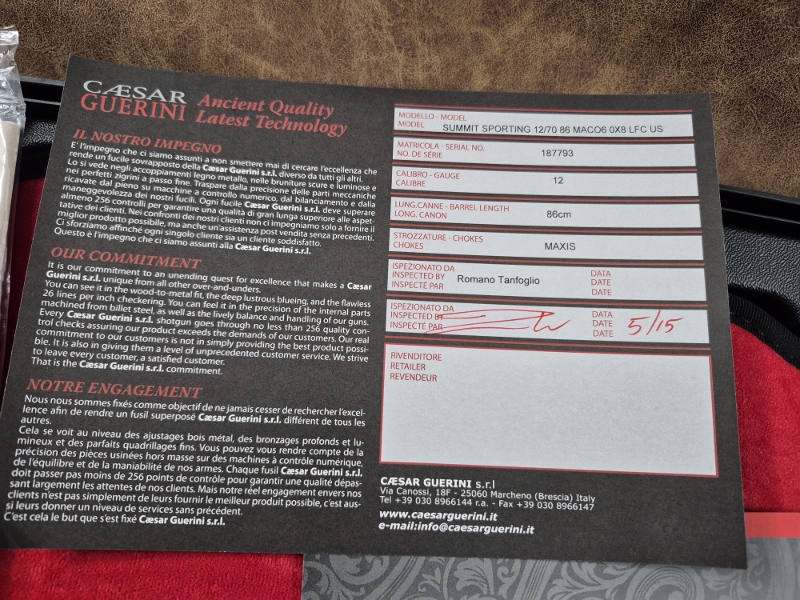 CÆSAR
GUERINI
Ancient Quality
Latest Technology
IL NOSTRO IMPEGNO
E' l'impegno che ci siamo assunti a non smettere mai di cercare l'eccellenza che
rende un fucile sovrapposto della Cæsar Guerini s.r.l. diverso da tutti gli altri.
Lo si vede negli accoppiamenti legno metallo, nelle bruniture scure e luminose e
nei perfetti zigrini a passo fine. Traspare dalla precisione delle parti meccaniche
ricavate dal pieno su macchine a controllo numerico, dal bilanciamento e dalla
maneggevolezza dei nostri fucili. Ogni fucile Cæsar Guerini s.r.l. deve superare
almeno 256 controlli per garantire una qualità di gran lunga superiore alle aspet-
tative dei clienti. Nei confronti dei nostri clienti non ci impegniamo solo a fornire il
miglior prodotto possibile, ma anche un'assistenza post vendita senza precedenti.
Ci sforziamo affinché ogni singolo cliente sia un cliente soddisfatto.
Questo è l'impegno che ci siamo assunti alla Cæsar Guerini s.r.l.
OUR COMMITMENT
It is our commitment to an unending quest for excellence that makes a Cæsar
Guerini s.r.l. unique from all other over-and-unders.
You can see it in the wood-to-metal fit, the deep lustrous blueing, and the flawless
26 lines per inch checkering. You can feel it in the precision of the internal parts
machined from billet steel, as well as the lively balance and handling of our guns.
Every Cæsar Guerini s.r.l. shotgun goes through no less than 256 quality con-
trol checks assuring our product exceeds the demands of our customers. Our real
commitment to our customers is not in simply providing the best product possi-
ble. It is also in giving them a level of unprecedented customer service. We strive
to leave every customer, a satisfied customer.
That is the Cæsar Guerini s.r.l. commitment.
NOTRE ENGAGEMENT
Nous nous sommes fixés comme objectif de ne jamais cesser de rechercher l'excel-
lence afin de rendre un fusil superposé Cæsar Guerini s.r.l. différent de tous les
autres.
Cela se voit au niveau des ajustages bois métal, des bronzages profonds et lu-
mineux et des parfaits quadrillages fins. Vous pouvez vous rendre compte de la
précision des pièces usinées hors masse sur des machines à contrôle numérique,
de l'équilibre et de la maniabilité de nos armes. Chaque fusil Cæsar Guerini s.r.l.
doit passer pas moins de 256 points de contrôle pour garantir une qualité dépas-
sant largement les attentes de nos clients. Mais notre réel engagement envers nos
clients n'est pas simplement de leurs fournir le meilleur produit possible, c'est aus-
si leurs donner un niveau de services sans précédent.
C'est cela le but que s'est fixé Cæsar Guerini s.r.l.
MODELLO - MODEL
MODEL SUMMIT SPORTING 12/70 86 MACO6 0X8 LFC US
MATRICOLA - SERIAL NO.
NO. DE SÉRIE 187793
CALIBRO - GAUGE
CALIBRE 12
LUNG.CANNE - BARREL LENGTH
LONG. CANON 86cm
STROZZATURE - CHOKES
CHOKES MAXIS
ISPEZIONATO DA DATA
INSPECTED BY Romano Tanfoglio DATA
INSPECTÉ PAR DATE
ISPEZIONATO DA DATA
INSPECTED BY DATA 5/15
INSPECTÉ PAR DATE
RIVENDITORE
RETAILER
REVENDEUR
CÆSAR GUERINI s.r.l
Via Canossi, 18F - 25060 Marcheno (Brescia) Italy
Tel +39 030 8966144 r.a. - Fax +39 030 8966147
www.caesarguerini.it
e-mail:info@caesarguerini.it